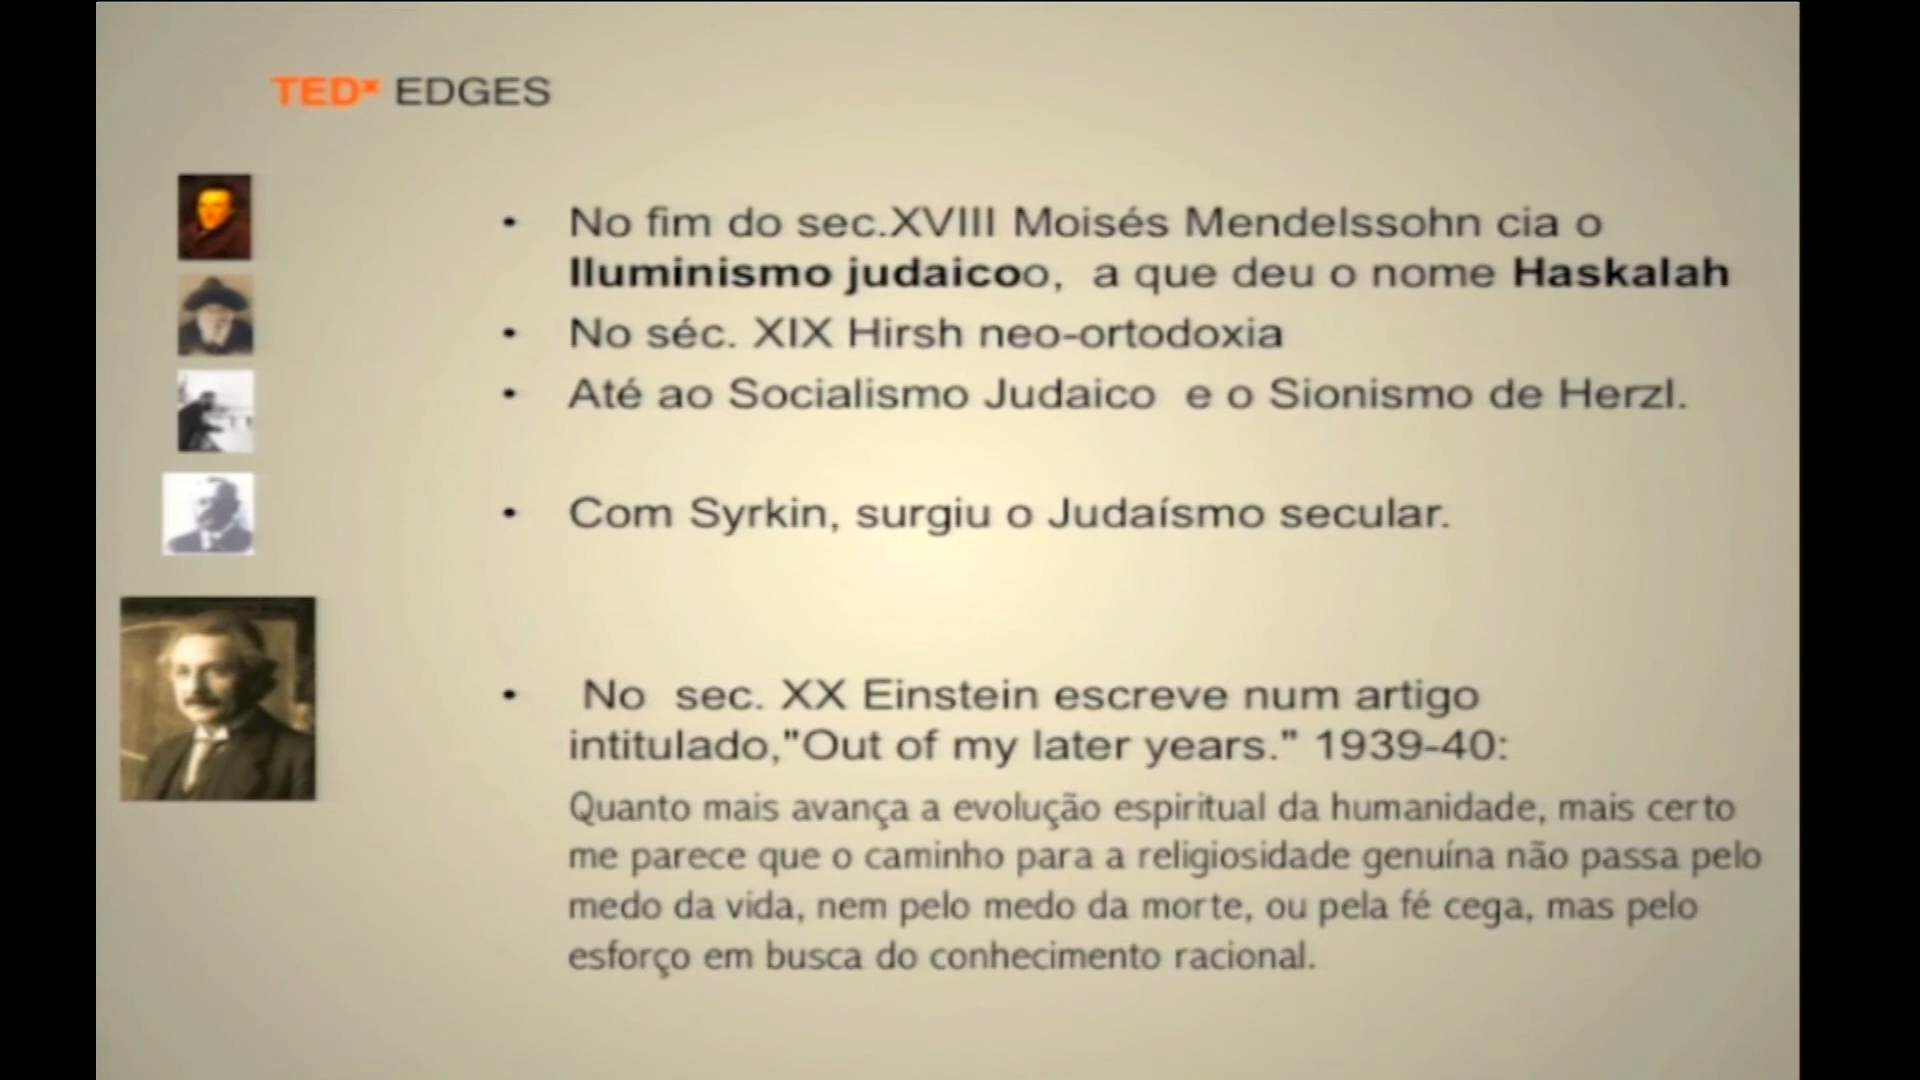 TEDx EDGES
• No fim do sec.XVIII Moisés Mendelssohn cia o
Iluminismo judaicoo, a que deu o nome Haskalah
• No séc. XIX Hirsh neo-ortodoxia
• Até ao Socialismo Judaico e o Sionismo de Herzl.
• Com Syrkin, surgiu o Judaísmo secular.
• No sec. XX Einstein escreve num artigo
intitulado,"Out of my later years." 1939-40:
Quanto mais avança a evolução espiritual da humanidade, mais certo
me parece que o caminho para a religiosidade genuína não passa pelo
medo da vida, nem pelo medo da morte, ou pela fé cega, mas pelo
esforço em busca do conhecimento racional.